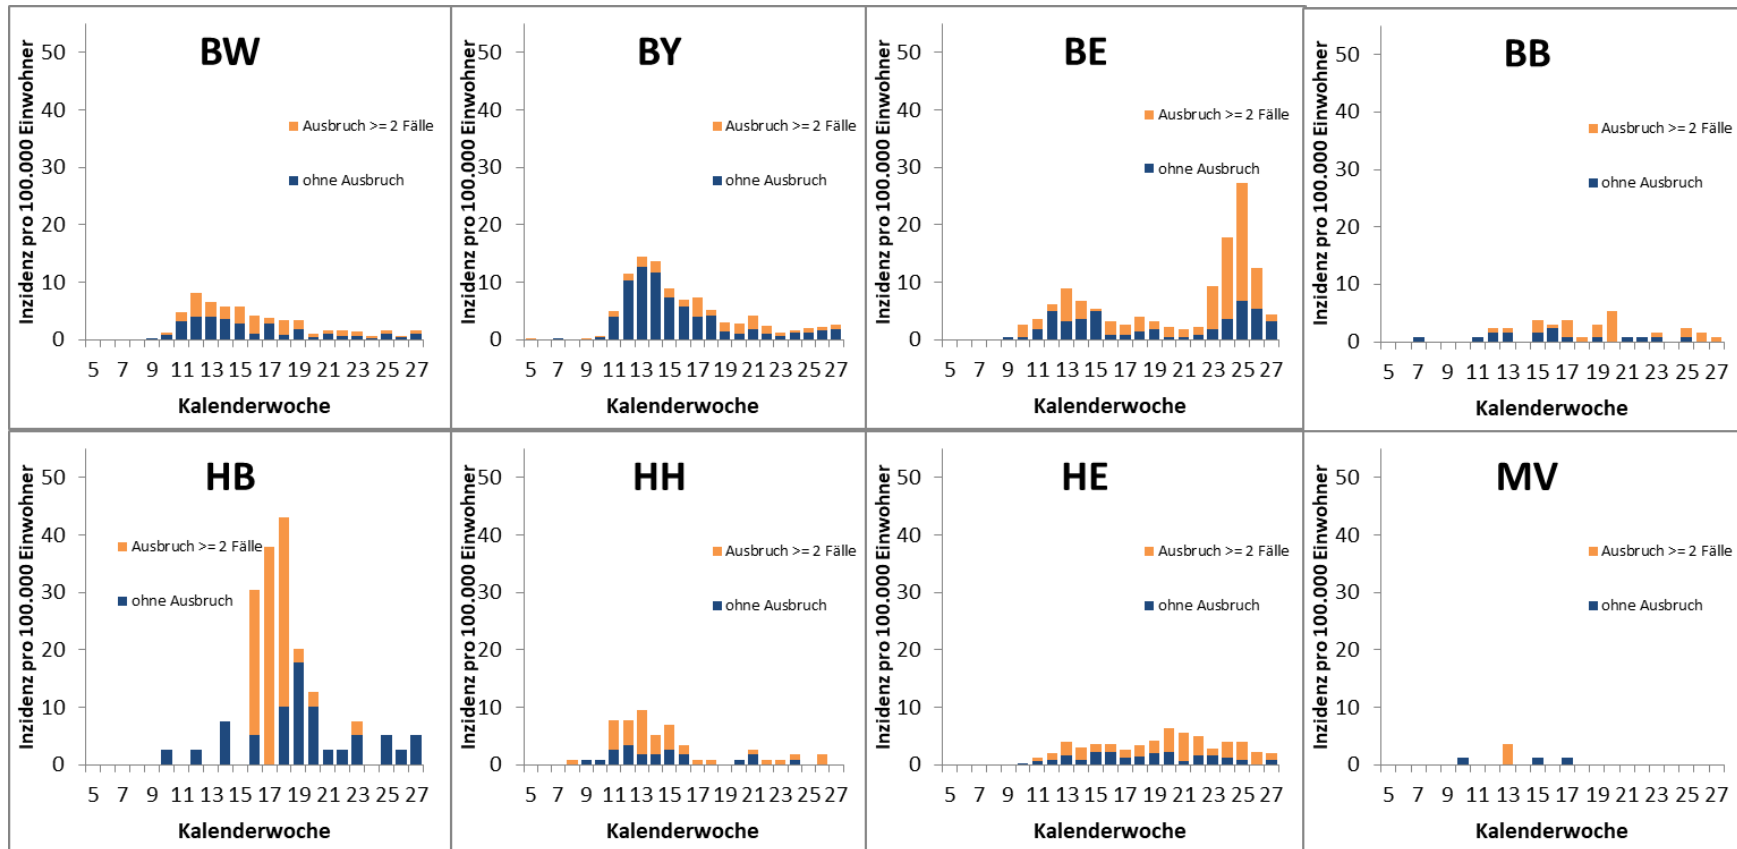 BW
Inzidenz pro 100.000 Einwohner
50
40
30
20
10
0
Ausbruch >= 2 Fälle
ohne Ausbruch
5 7 9 11 13 15 17 19 21 23 25 27
Kalenderwoche
BY
Inzidenz pro 100.000 Einwohner
50
40
30
20
10
0
Ausbruch >= 2 Fälle
ohne Ausbruch
5 7 9 11 13 15 17 19 21 23 25 27
Kalenderwoche
BE
Inzidenz pro 100.000 Einwohner
50
40
30
20
10
0
Ausbruch >= 2 Fälle
ohne Ausbruch
5 7 9 11 13 15 17 19 21 23 25 27
Kalenderwoche
BB
Inzidenz pro 100.000 Einwohner
50
40
30
20
10
0
Ausbruch >= 2 Fälle
ohne Ausbruch
5 7 9 11 13 15 17 19 21 23 25 27
Kalenderwoche
HB
Inzidenz pro 100.000 Einwohner
50
40
30
20
10
0
Ausbruch >= 2 Fälle
ohne Ausbruch
5 7 9 11 13 15 17 19 21 23 25 27
Kalenderwoche
HH
Inzidenz pro 100.000 Einwohner
50
40
30
20
10
0
Ausbruch >= 2 Fälle
ohne Ausbruch
5 7 9 11 13 15 17 19 21 23 25 27
Kalenderwoche
HE
Inzidenz pro 100.000 Einwohner
50
40
30
20
10
0
Ausbruch >= 2 Fälle
ohne Ausbruch
5 7 9 11 13 15 17 19 21 23 25 27
Kalenderwoche
MV
Inzidenz pro 100.000 Einwohner
50
40
30
20
10
0
Ausbruch >= 2 Fälle
ohne Ausbruch
5 7 9 11 13 15 17 19 21 23 25 27
Kalenderwoche